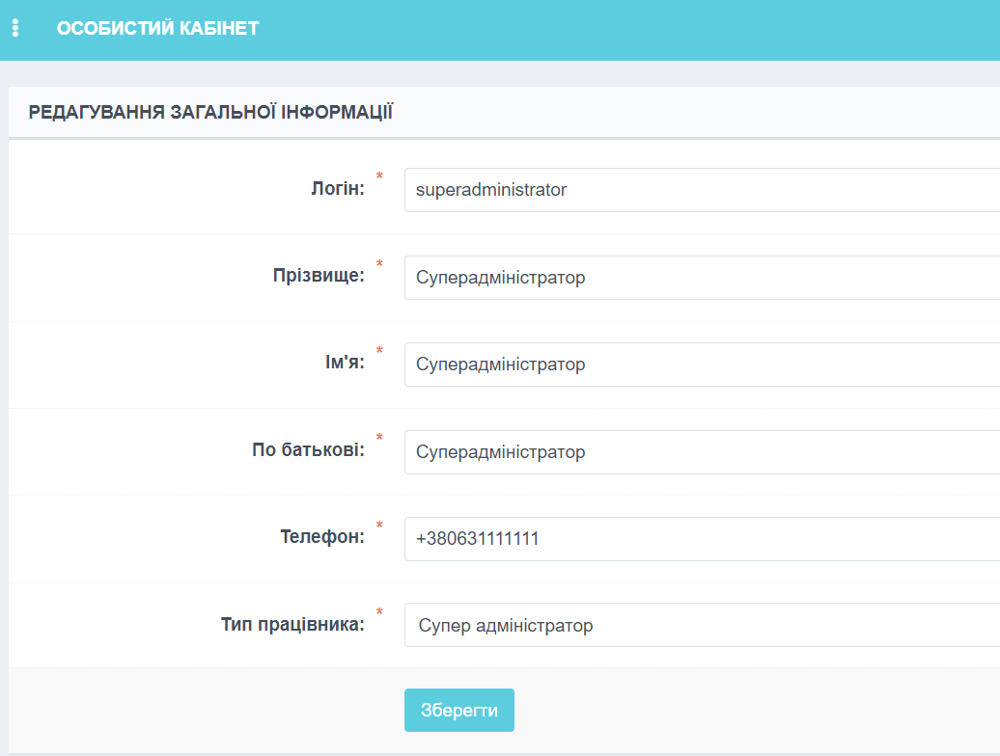 ОСОБИСТИЙ КАБІНЕТ
РЕДАГУВАННЯ ЗАГАЛЬНОЇ ІНФОРМАЦІЇ
Логін: * superadministrator
Прізвище: * Суперадміністратор
Ім'я: * Суперадміністратор
По батькові: * Суперадміністратор
Телефон: * +380631111111
Тип працівника: * Супер адміністратор
Зберегти